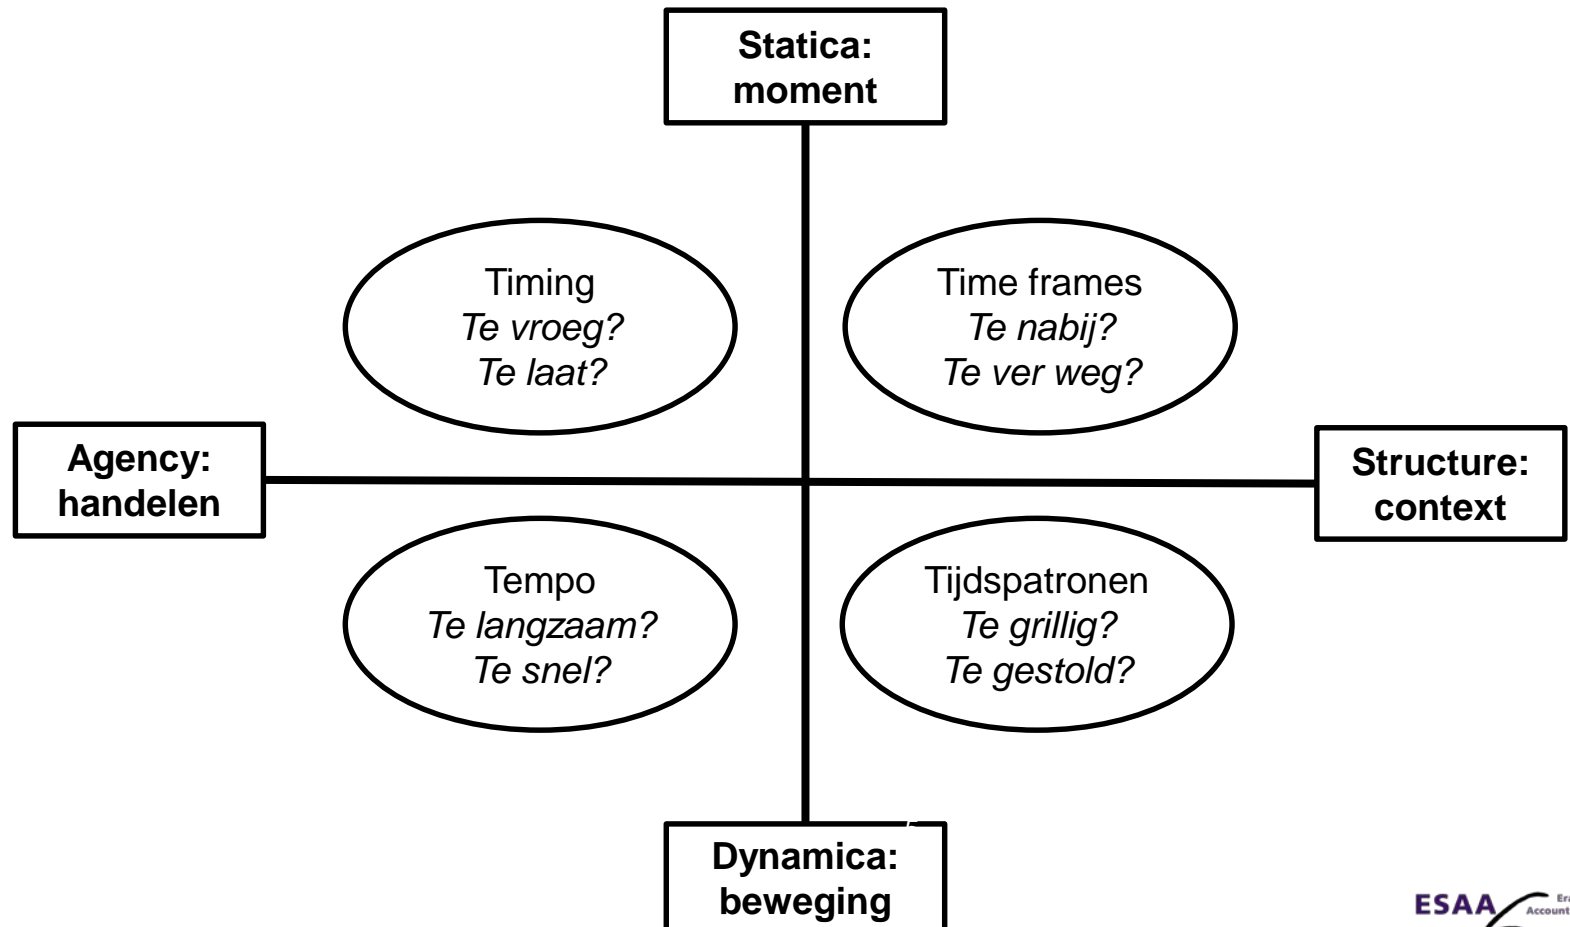 Statica:
moment
Timing
Te vroeg?
Te laat?
Time frames
Te nabij?
Te ver weg?
Agency:
handelen
Structure:
context
Tempo
Te langzaam?
Te snel?
Tijdspatronen
Te grillig?
Te gestold?
Dynamica:
beweging
ESAA